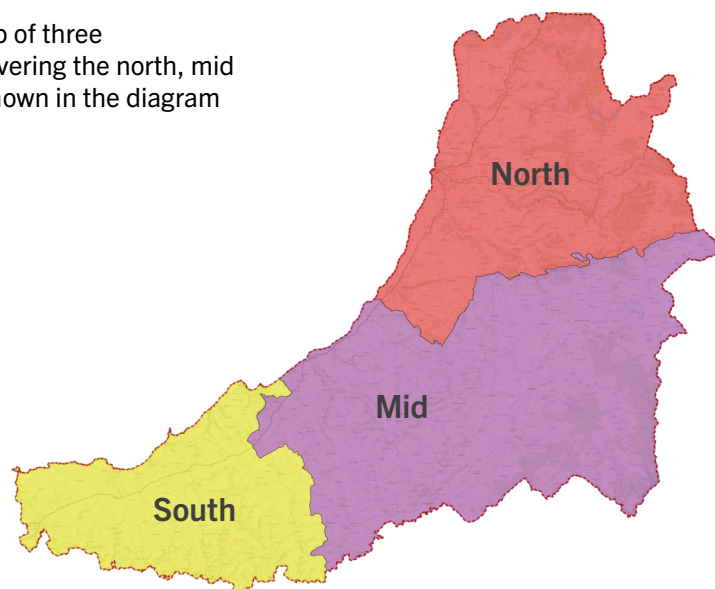 of three
vering the north, mid
own in the diagram
North
Mid
South